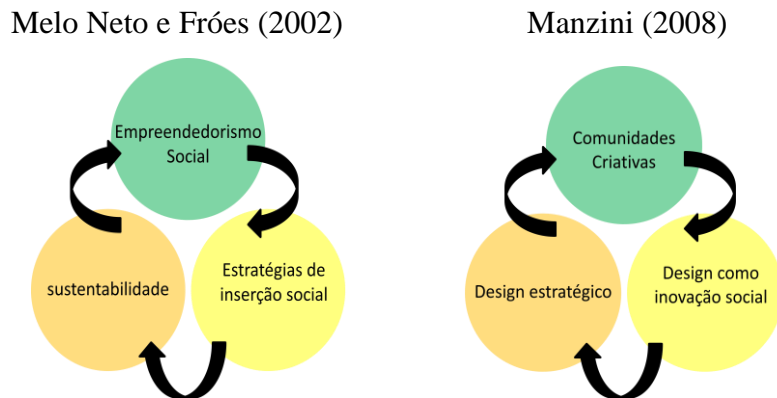 Melo Neto e Fróes (2002)
Empreendedorismo
Social
sustentabilidade
Estratégias de
inserção social
Manzini (2008)
Comunidades
Criativas
Design estratégico
Design como
inovação social